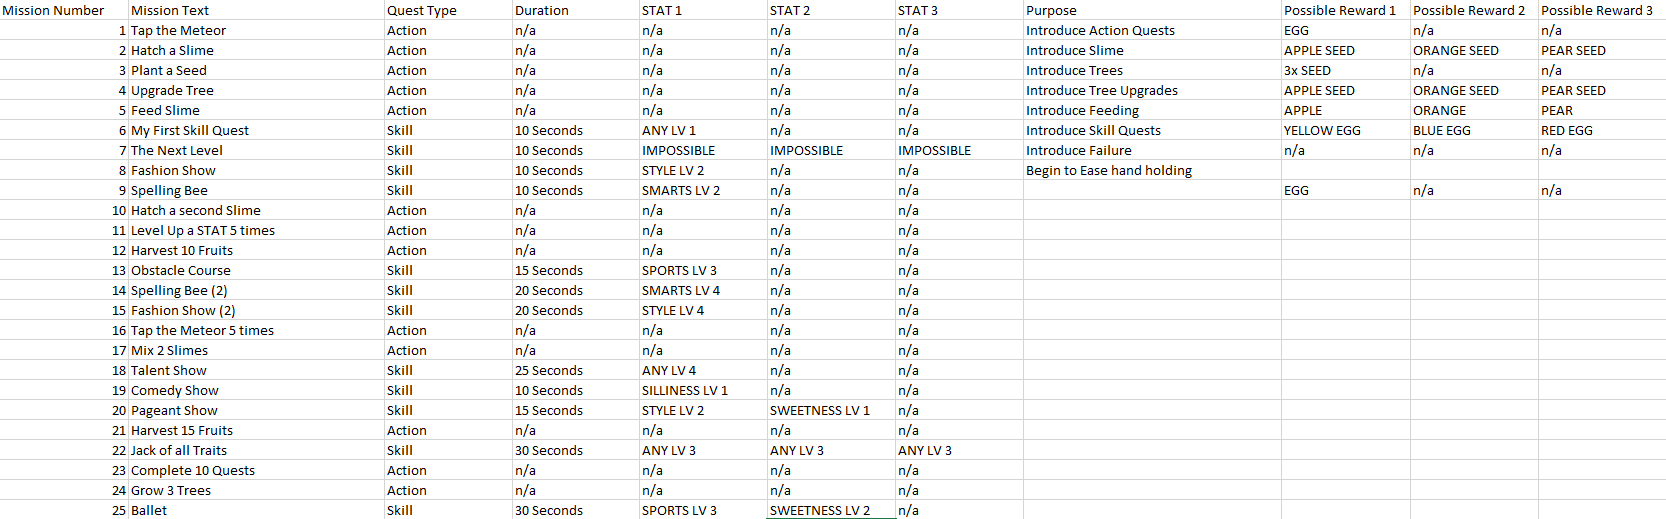 Mission Number Mission Text Quest Type Duration STAT 1 STAT 2 STAT 3 Purpose Possible Reward 1 Possible Reward 2 Possible Reward 3
1 Tap the Meteor Action n/a n/a n/a n/a Introduce Action Quests EGG n/a n/a
2 Hatch a Slime Action n/a n/a n/a n/a Introduce Slime APPLE SEED ORANGE SEED PEAR SEED
3 Plant a Seed Action n/a n/a n/a n/a Introduce Trees 3x SEED n/a n/a
4 Upgrade Tree Action n/a n/a n/a n/a Introduce Tree Upgrades APPLE SEED ORANGE SEED PEAR SEED
5 Feed Slime Action n/a n/a n/a n/a Introduce Feeding APPLE ORANGE PEAR
6 My First Skill Quest Skill 10 Seconds ANY LV 1 n/a n/a Introduce Skill Quests YELLOW EGG BLUE EGG RED EGG
7 The Next Level Skill 10 Seconds IMPOSSIBLE IMPOSSIBLE IMPOSSIBLE Introduce Failure n/a n/a n/a
8 Fashion Show Skill 10 Seconds STYLE LV 2 n/a n/a Begin to Ease hand holding
9 Spelling Bee Skill 10 Seconds SMARTS LV 2 n/a n/a EGG n/a n/a
10 Hatch a second Slime Action n/a n/a n/a n/a
11 Level Up a STAT 5 times Action n/a n/a n/a n/a
12 Harvest 10 Fruits Action n/a n/a n/a n/a
13 Obstacle Course Skill 15 Seconds SPORTS LV 3 n/a n/a
14 Spelling Bee (2) Skill 20 Seconds SMARTS LV 4 n/a n/a
15 Fashion Show (2) Skill 20 Seconds STYLE LV 4 n/a n/a
16 Tap the Meteor 5 times Action n/a n/a n/a n/a
17 Mix 2 Slimes Action n/a n/a n/a n/a
18 Talent Show Skill 25 Seconds ANY LV 4 n/a n/a
19 Comedy Show Skill 10 Seconds SILLINESS LV 1 n/a n/a
20 Pageant Show Skill 15 Seconds STYLE LV 2 SWEETNESS LV 1 n/a
21 Harvest 15 Fruits Action n/a n/a n/a n/a
22 Jack of all Traits Skill 30 Seconds ANY LV 3 ANY LV 3 ANY LV 3
23 Complete 10 Quests Action n/a n/a n/a n/a
24 Grow 3 Trees Action n/a n/a n/a n/a
25 Ballet Skill 30 Seconds SPORTS LV 3 SWEETNESS LV 2 n/a